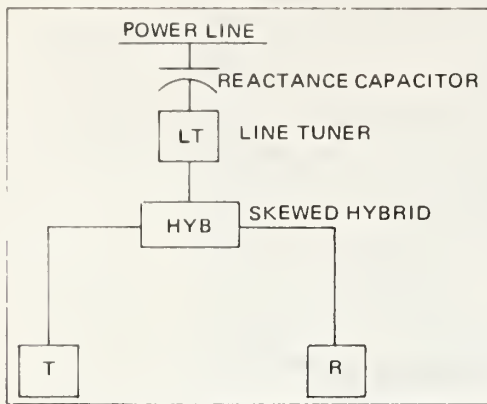 POWER LINE
REACTANCE CAPACITOR
LT LINE TUNER
HYB SKEWED HYBRID
T R